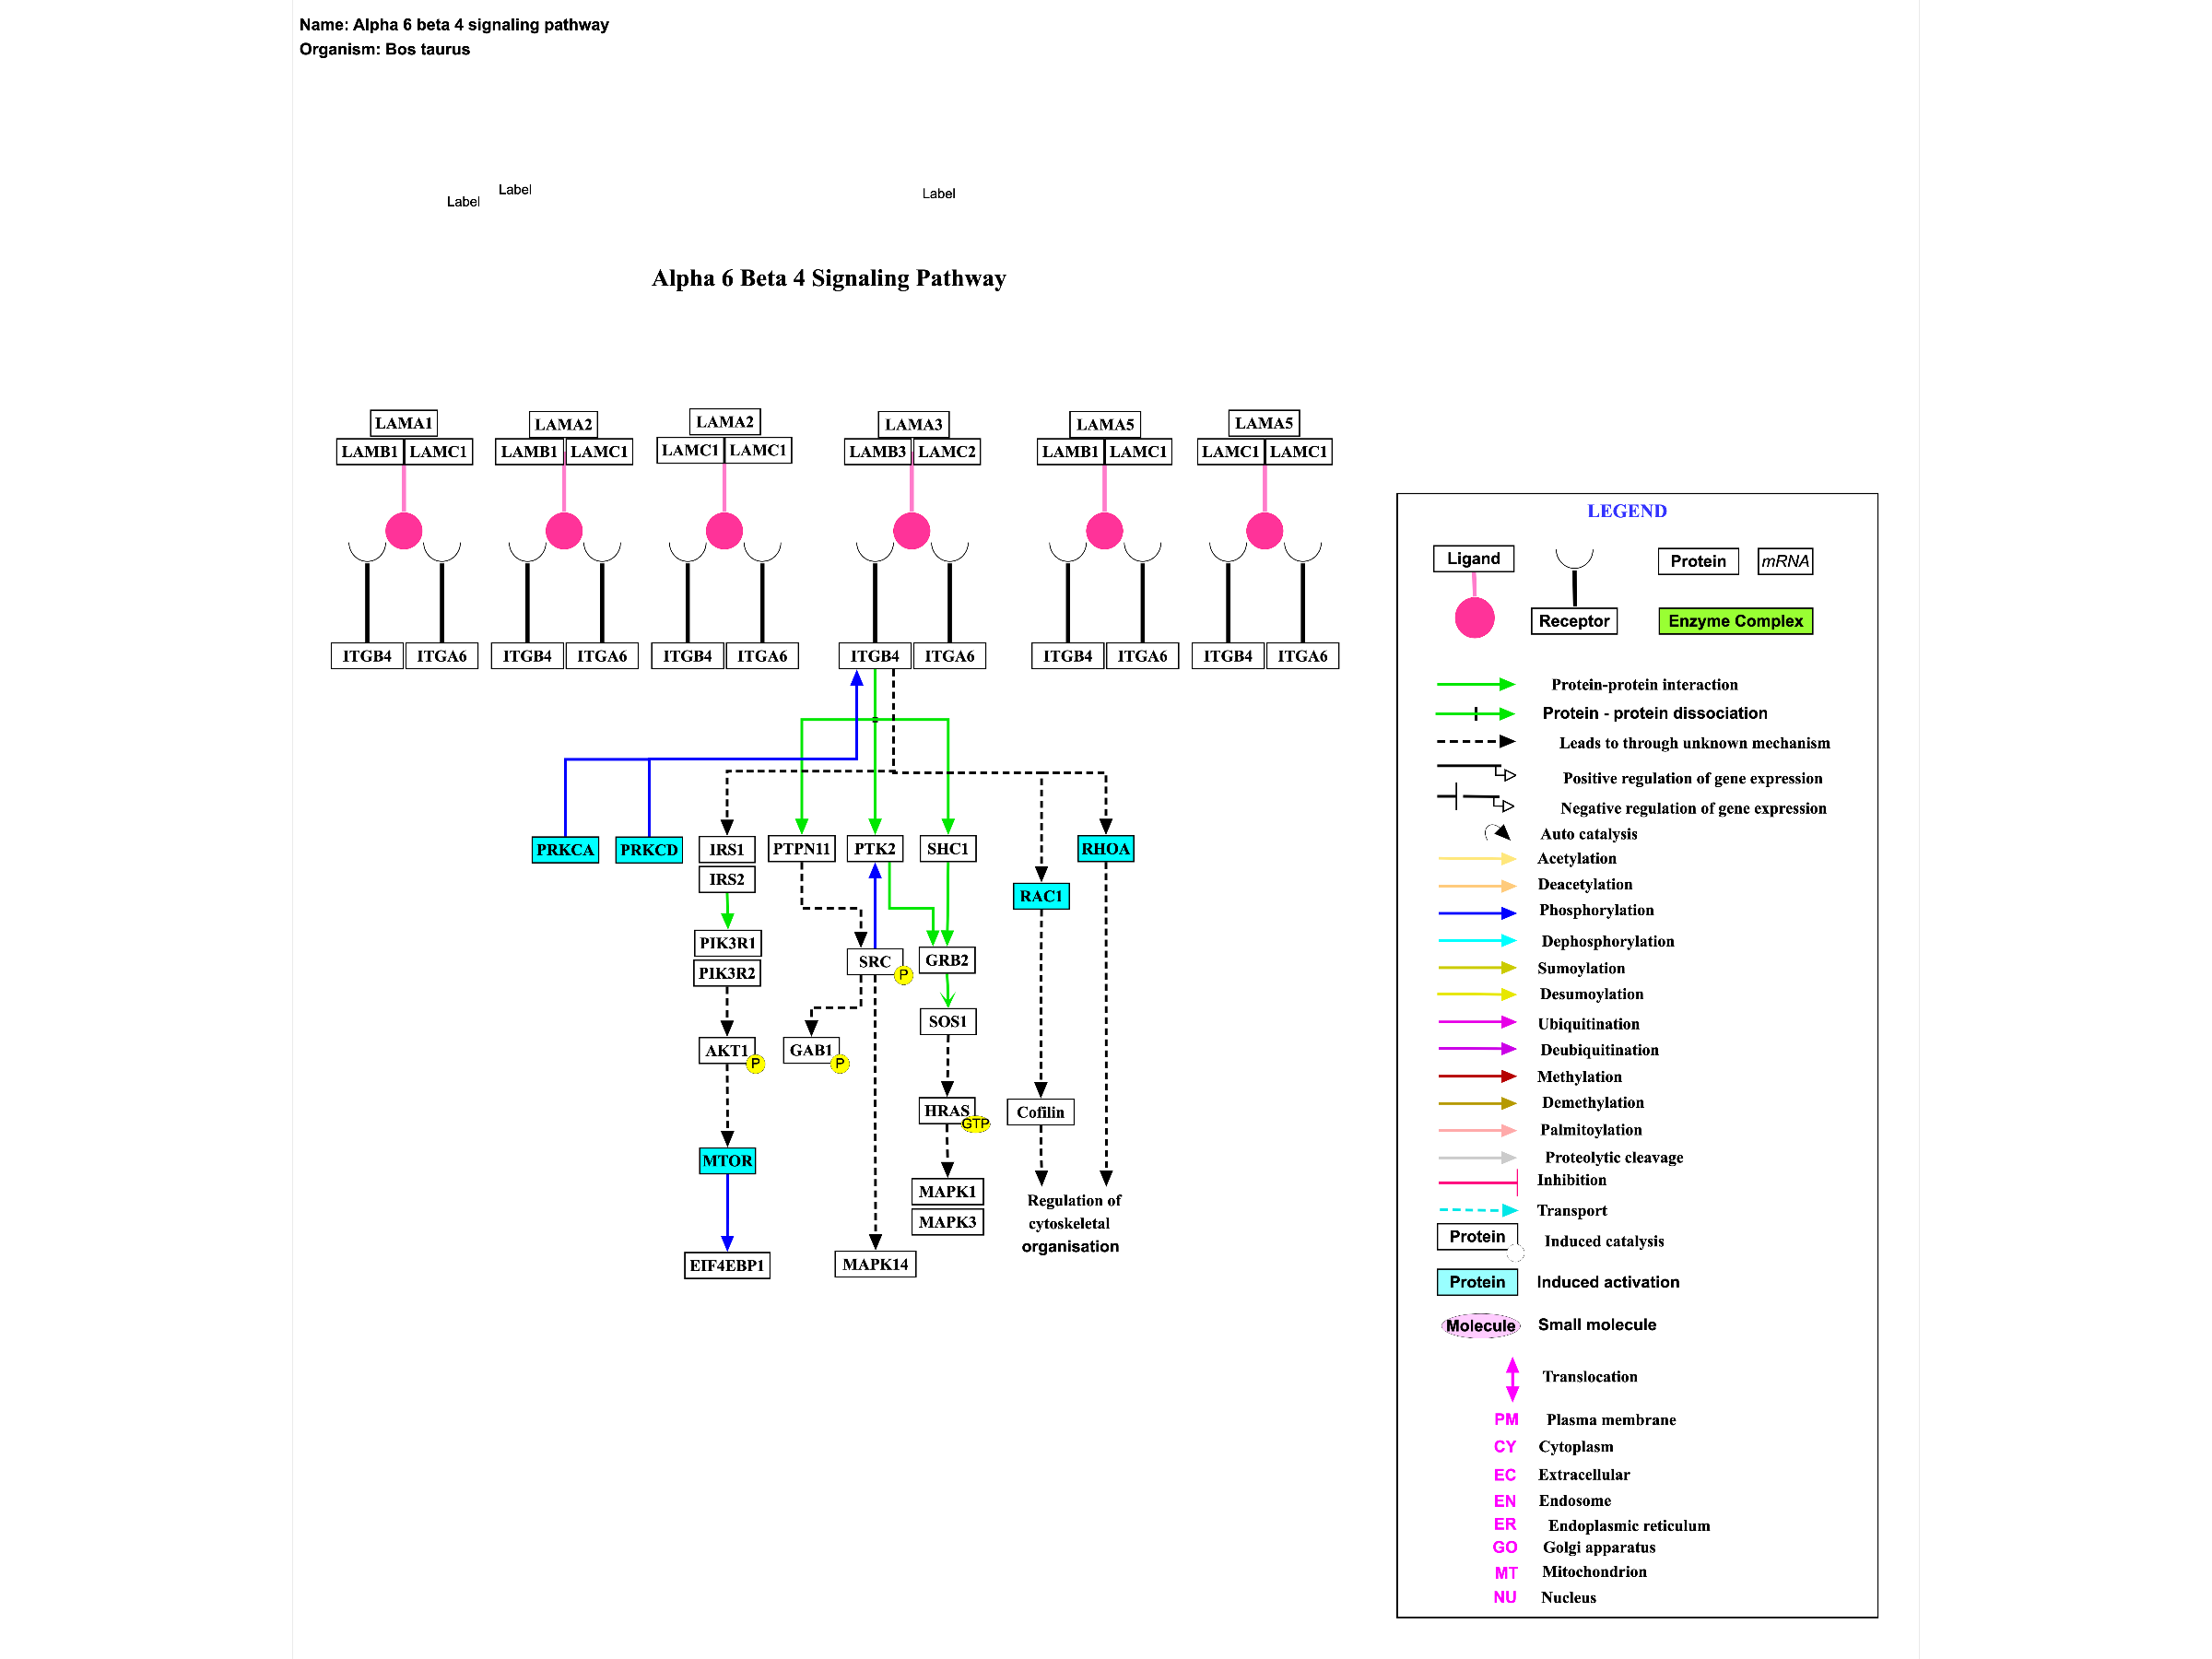 Name: Alpha 6 beta 4 signaling pathway
Organism: Bos taurus
Label
Label
Label
Alpha 6 Beta 4 Signaling Pathway
LAMA1 LAMA2 LAMA2 LAMA3 LAMA5 LAMA5
LAMB1 LAMC1 LAMB1 LAMC1 LAMC1 LAMC1 LAMB3 LAMC2 LAMB1 LAMC1 LAMC1 LAMC1
ITGB4 ITGA6 ITGB4 ITGA6 ITGB4 ITGA6 ITGB4 ITGA6 ITGB4 ITGA6 ITGB4 ITGA6
PRKCA PRKCD IRS1 PTPN11 PTK2 SHC1 RHOA
IRS2
RAC1
PIK3R1
SRC P GRB2
PIK3R2
SOS1
AKT1 P GAB1 P
HRAS GTP Cofilin
MTOR
MAPK1
MAPK3
Regulation of
cytoskeletal
organisation
EIF4EBP1 MAPK14
LEGEND
Ligand
Protein mRNA
Receptor
Enzyme Complex
Protein-protein interaction
Protein - protein dissociation
Leads to through unknown mechanism
Positive regulation of gene expression
Negative regulation of gene expression
Auto catalysis
Acetylation
Deacetylation
Phosphorylation
Dephosphorylation
Sumoylation
Desumoylation
Ubiquitination
Deubiquitination
Methylation
Demethylation
Palmitoylation
Proteolytic cleavage
Inhibition
Transport
Protein Induced catalysis
Protein Induced activation
Molecule Small molecule
Translocation
PM Plasma membrane
CY Cytoplasm
EC Extracellular
EN Endosome
ER Endoplasmic reticulum
GO Golgi apparatus
MT Mitochondrion
NU Nucleus